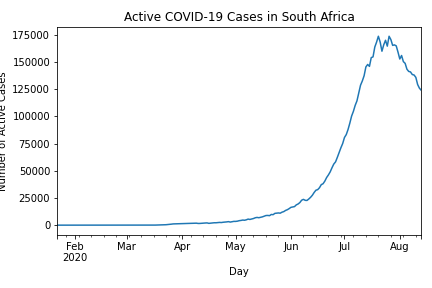 Active COVID-19 Cases in South Africa
Number of Active Cases
175000
150000
125000
100000
75000
50000
25000
0
Feb Mar Apr May Jun Jul Aug
2020
Day